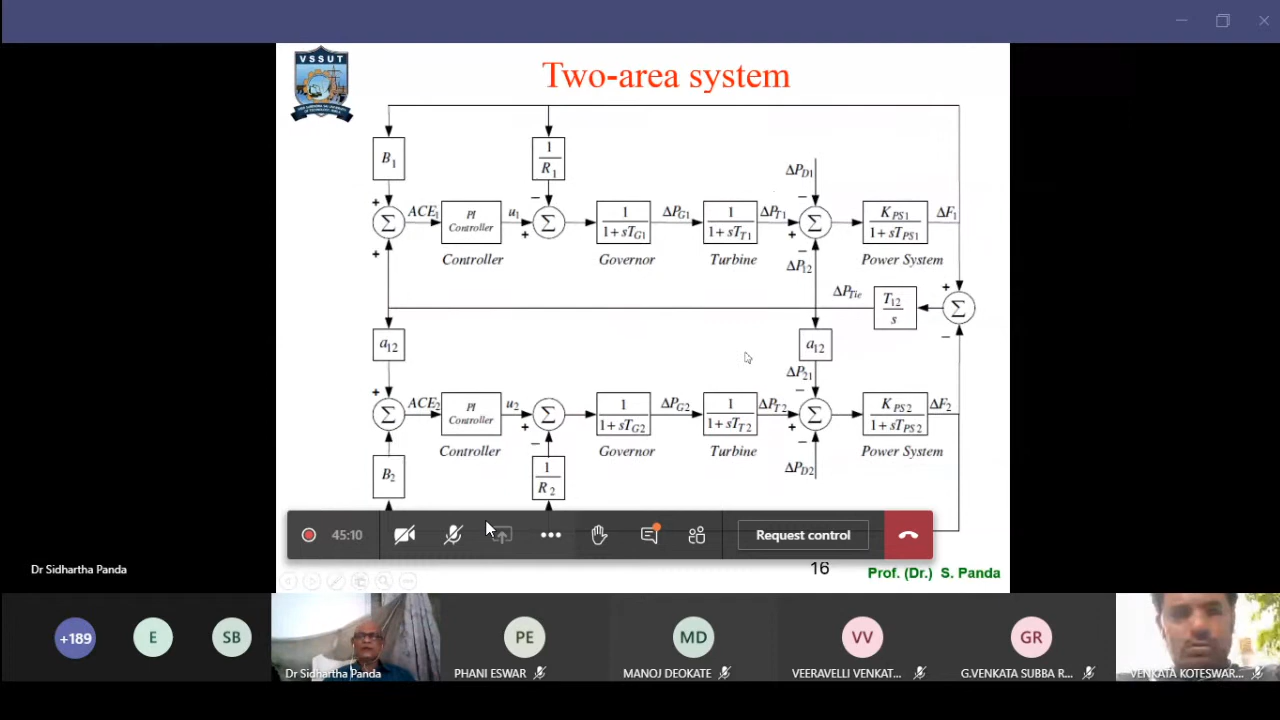 VSSUT
Two-area system
B1
1
R1
ΔPD1
+
ACE1
PI
Controller
u1
−
+
1
1 + sTG1
ΔPG1
1
1 + sTT1
ΔPT1
−
+
KPS1
1 + sTPS1
ΔF1
+
Controller
Governor
Turbine
−
ΔP12
Power System
ΔPTie
T12
s
+
−
a12
a12
ΔP21
+
ACE2
PI
Controller
u2
+
−
1
1 + sTG2
ΔPG2
1
1 + sTT2
ΔPT2
−
+
KPS2
1 + sTPS2
ΔF2
+
Controller
Governor
Turbine
−
Power System
B2
1
R2
ΔPD2
45:10
Request control
16
Prof. (Dr.) S. Panda
Dr Sidhartha Panda
+189
E
SB
PE
MD
VV
GR
Dr Sidhartha Panda
PHANI ESWAR
MANOJ DEOKATE
VEERAVELLI VENKAT...
G.VENKATA SUBBA R...
VENKATA KOTESWAR...